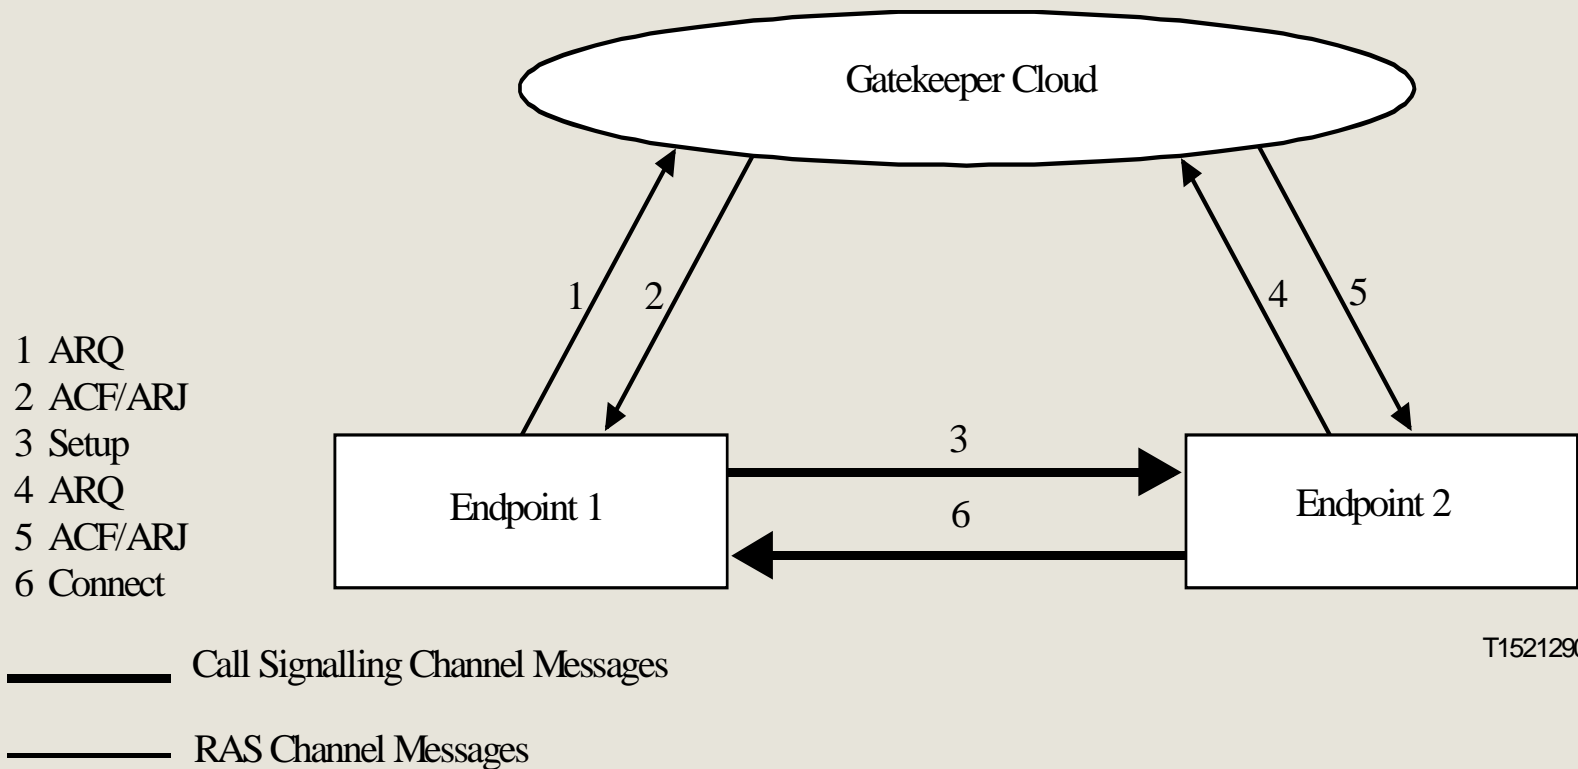 Gatekeeper Cloud
1
2
4
5
1 ARQ
2 ACF/ARJ
3 Setup
4 ARQ
5 ACF/ARJ
6 Connect
3
Endpoint 1
6
Endpoint 2
T1521290
Call Signalling Channel Messages
RAS Channel Messages